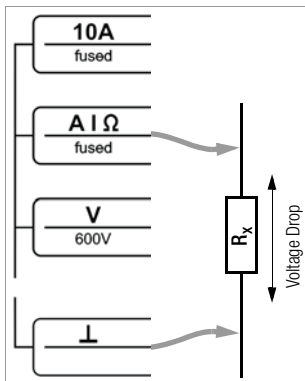 10A
fused
A I Ω
fused
V
600V
⊥
Rx
Voltage Drop